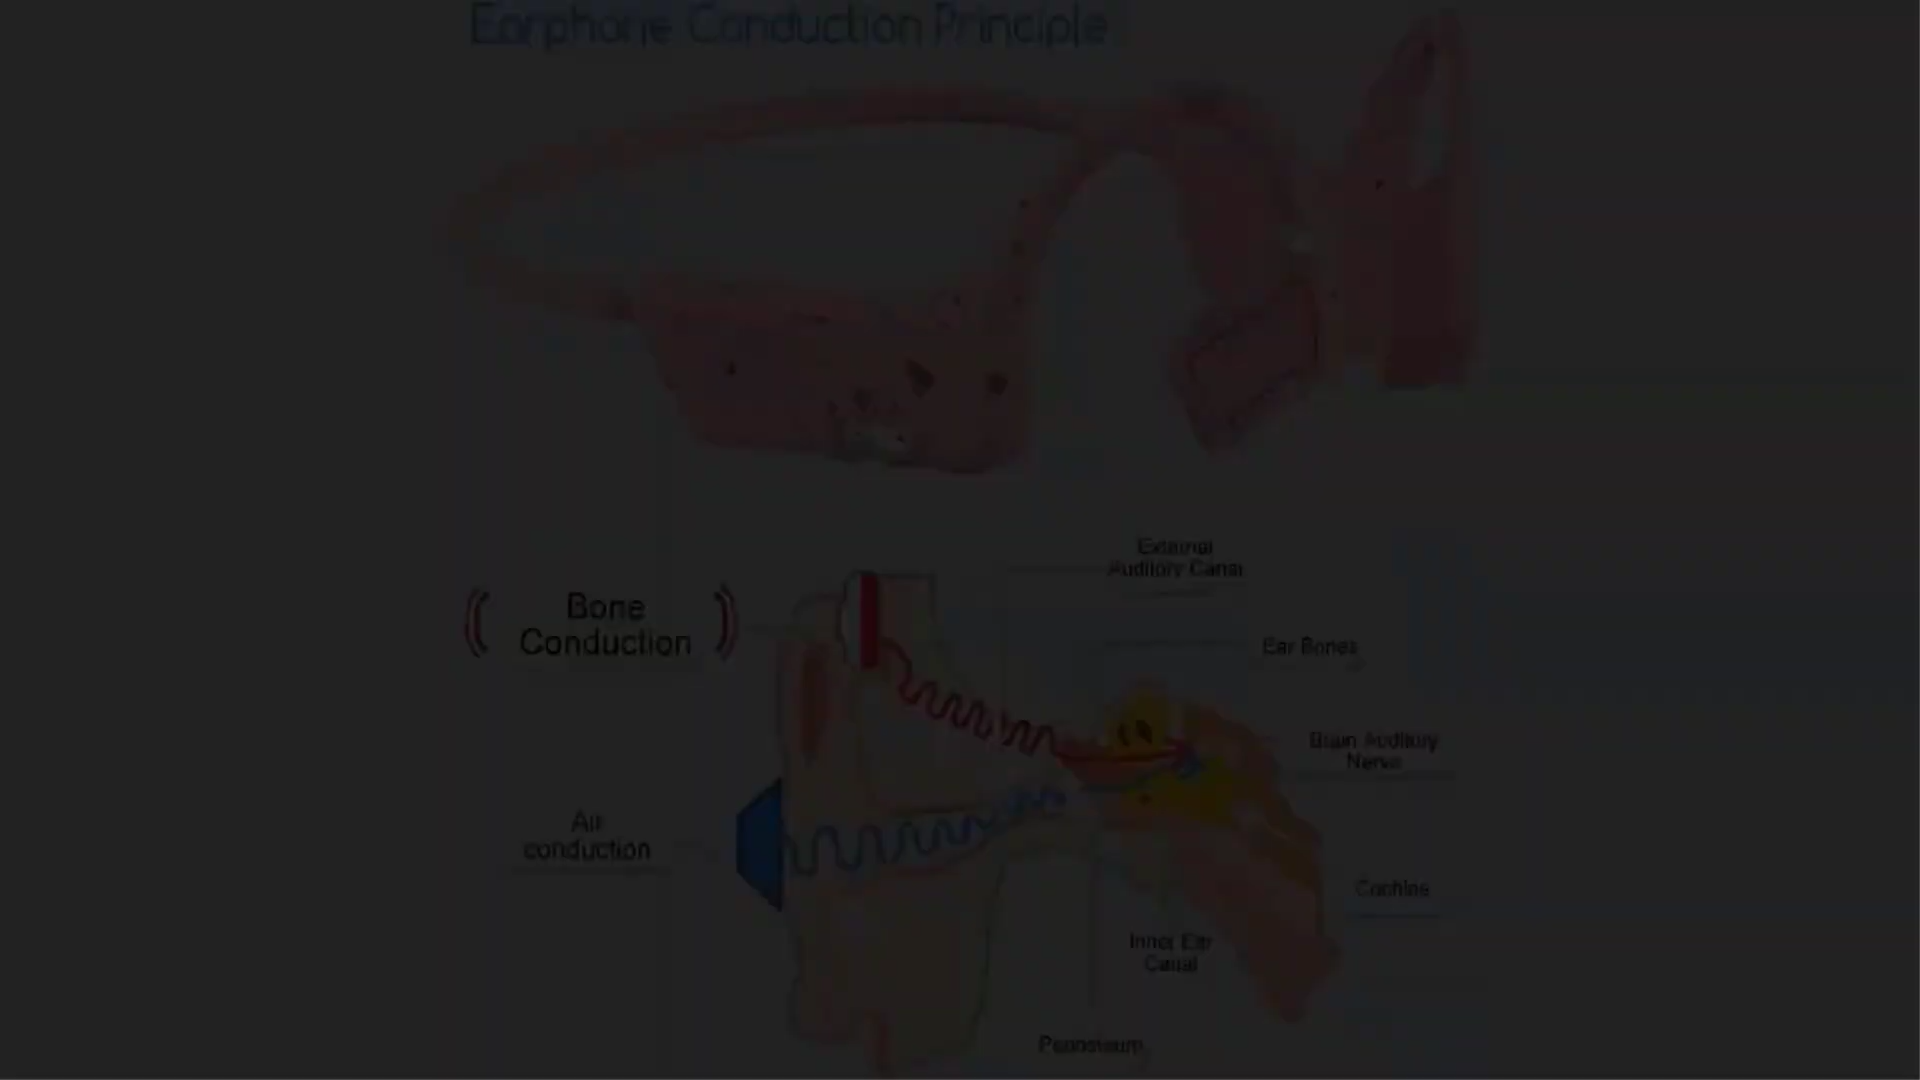 Earphone Conduction Principle
External
Auditory Canal
Bone
Conduction
Ear Bones
Brain Auditory
Nerve
Air
conduction
Cochlea
Inner Ear
Canal
Periosteum